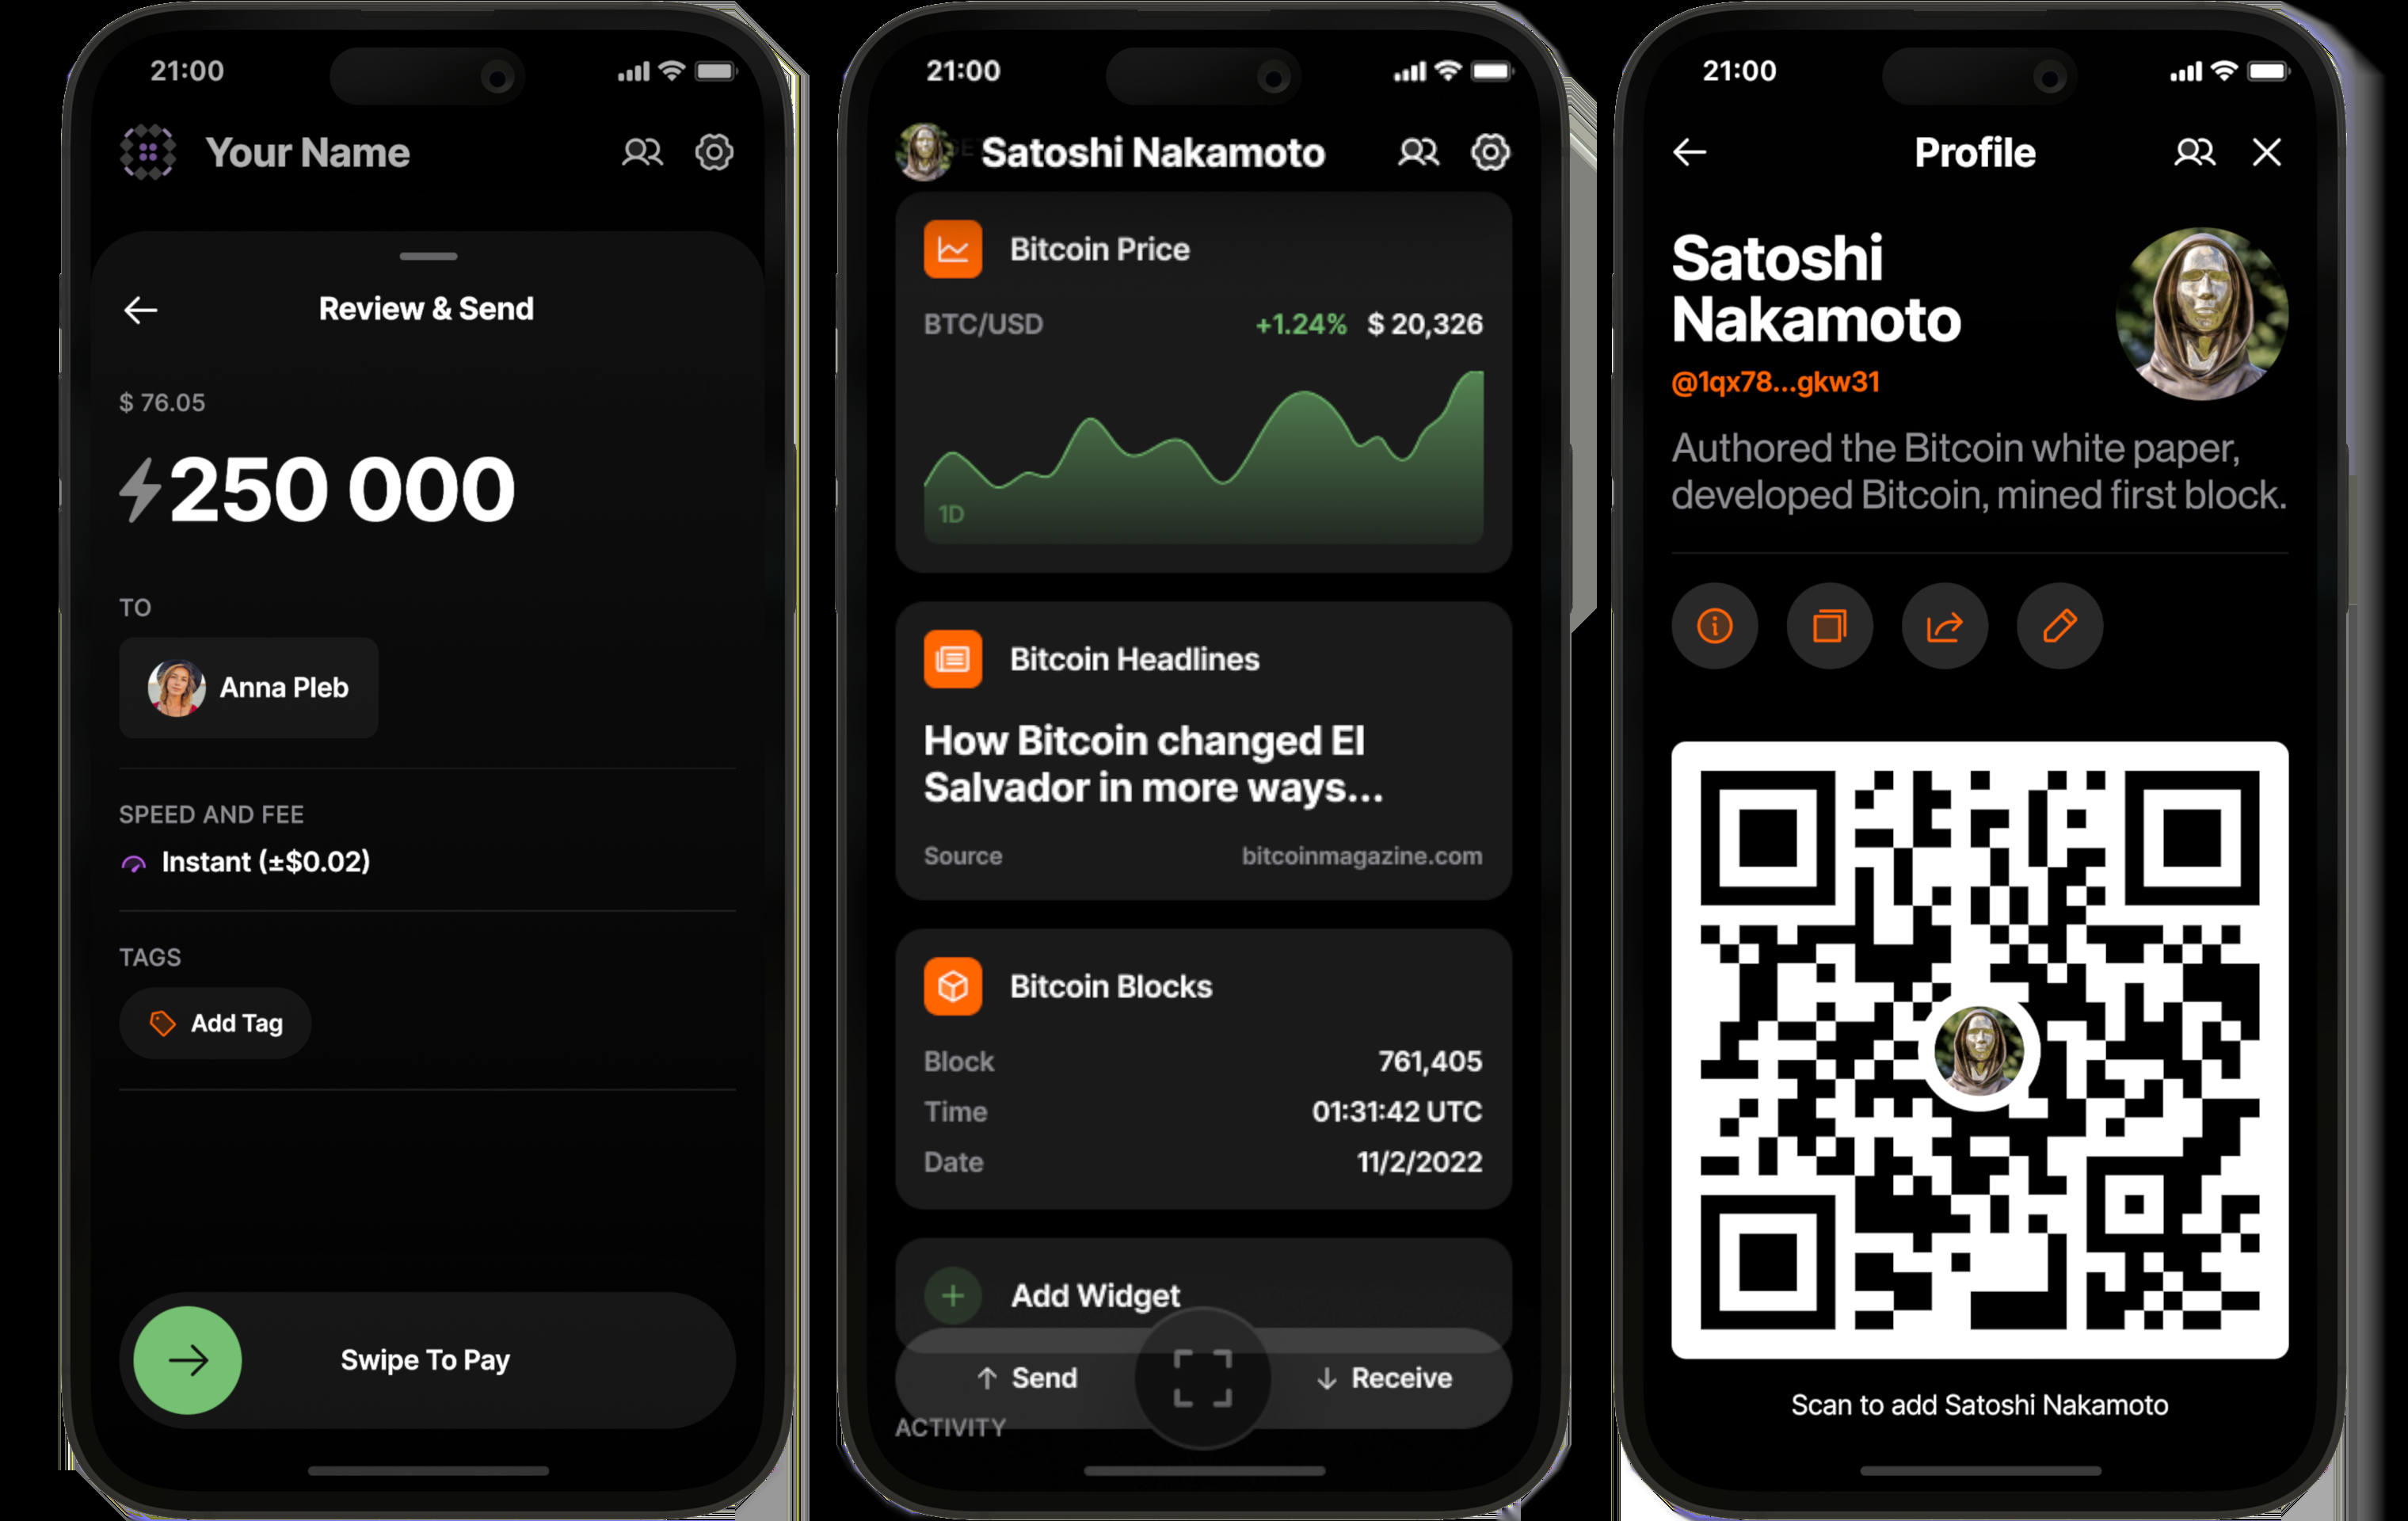 21:00
Your Name
Review & Send
$ 76.05
250 000
TO
Anna Pleb
SPEED AND FEE
Instant (±$0.02)
TAGS
Add Tag
Swipe To Pay
21:00
Satoshi Nakamoto
Bitcoin Price
BTC/USD +1.24% $ 20,326
1D
Bitcoin Headlines
How Bitcoin changed El
Salvador in more ways...
Source bitcoinmagazine.com
Bitcoin Blocks
Block 761,405
Time 01:31:42 UTC
Date 11/2/2022
Add Widget
Send Receive
ACTIVITY
21:00
Profile
Satoshi
Nakamoto
@1qx78...gkw31
Authored the Bitcoin white paper,
developed Bitcoin, mined first block.
Scan to add Satoshi Nakamoto